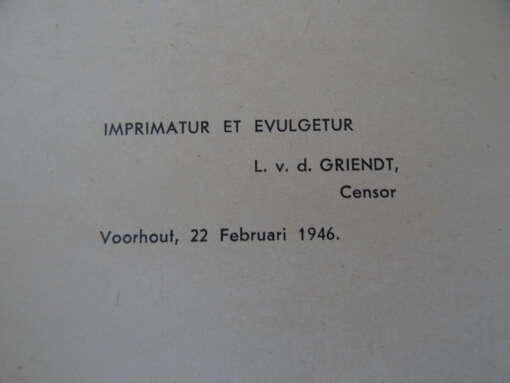 IMPRIMATUR ET EVULGETUR
L. v. d. GRIENDT,
Censor
Voorhout, 22 Februari 1946.